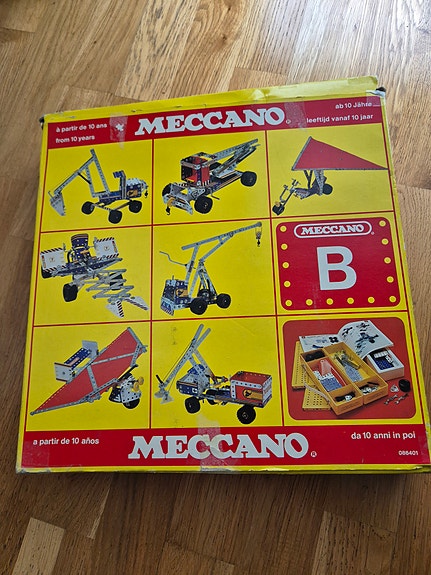 à partir de 10 ans
from 10 years
MECCANO®
ab 10 Jahre
leeftijd vanaf 10 jaar
MECCANO®
B
a partir de 10 años
MECCANO®
da 10 anni in poi
086401